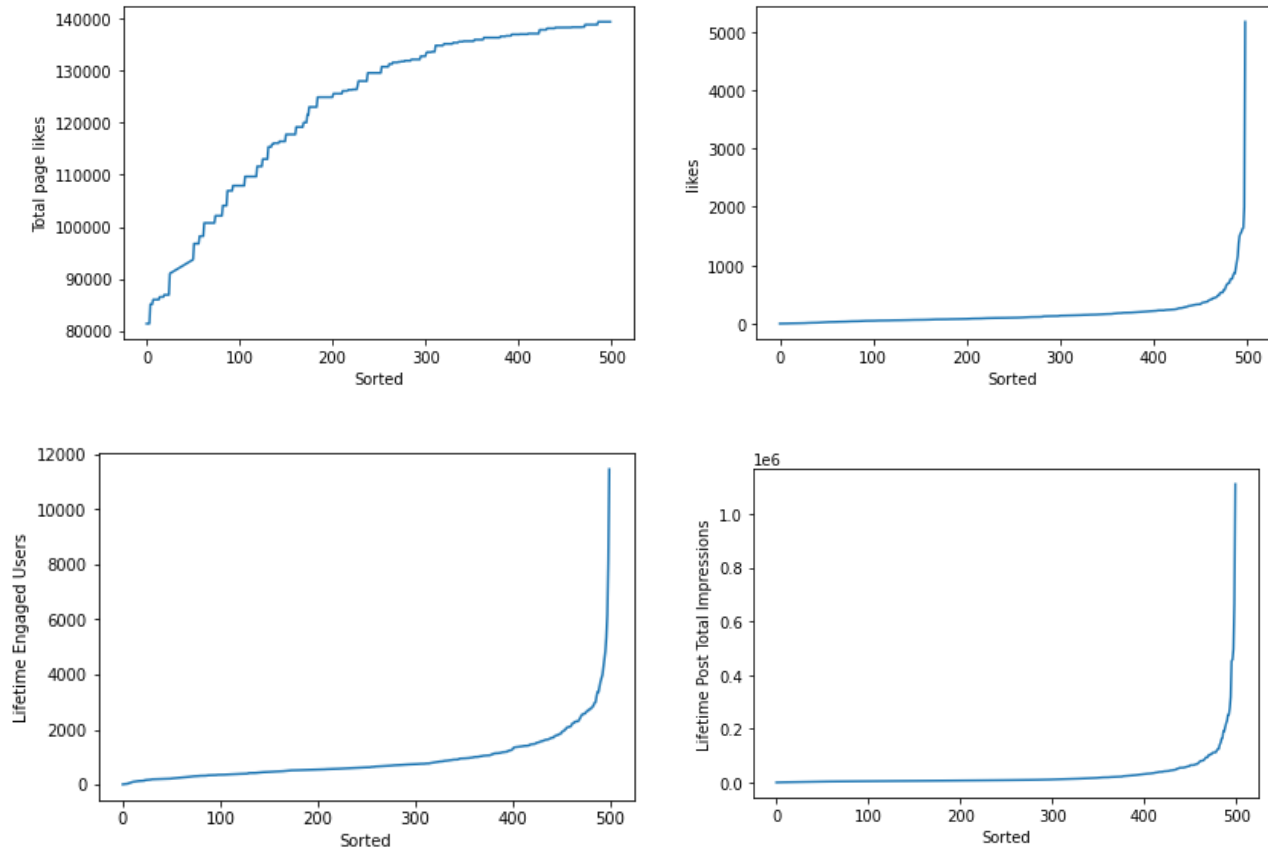 140000
130000
120000
110000
100000
90000
80000
Total page likes
0 100 200 300 400 500
Sorted
5000
4000
3000
2000
1000
0
likes
0 100 200 300 400 500
Sorted
12000
10000
8000
6000
4000
2000
0
Lifetime Engaged Users
0 100 200 300 400 500
Sorted
1e6
1.0
0.8
0.6
0.4
0.2
0.0
Lifetime Post Total Impressions
0 100 200 300 400 500
Sorted